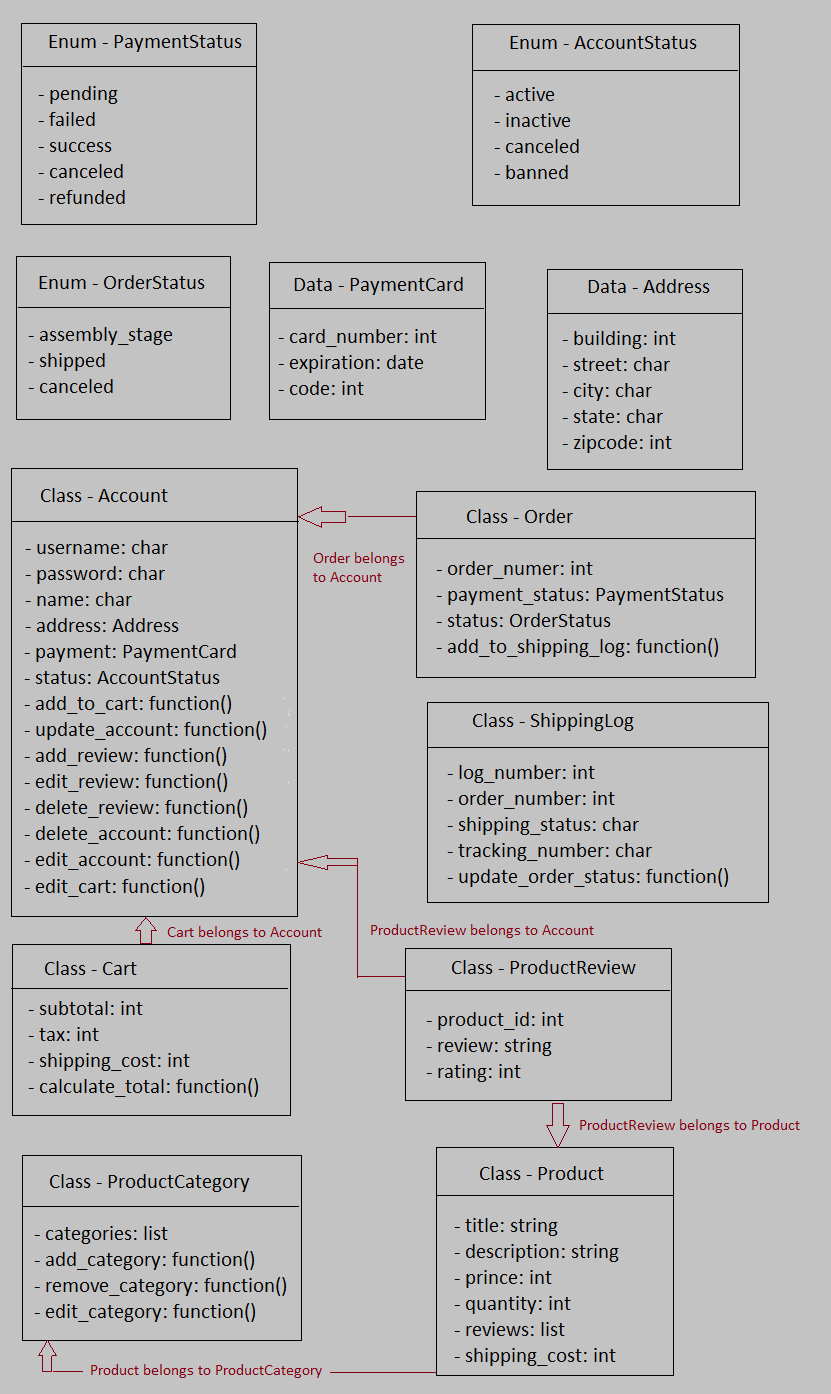 Enum - PaymentStatus
- pending
- failed
- success
- canceled
- refunded
Enum - AccountStatus
- active
- inactive
- canceled
- banned
Enum - OrderStatus
- assembly_stage
- shipped
- canceled
Data - PaymentCard
- card_number: int
- expiration: date
- code: int
Data - Address
- building: int
- street: char
- city: char
- state: char
- zipcode: int
Class - Account
- username: char
- password: char
- name: char
- address: Address
- payment: PaymentCard
- status: AccountStatus
- add_to_cart: function()
- update_account: function()
- add_review: function()
- edit_review: function()
- delete_review: function()
- delete_account: function()
- edit_account: function()
- edit_cart: function()
Order belongs
to Account
Class - Order
- order_numer: int
- payment_status: PaymentStatus
- status: OrderStatus
- add_to_shipping_log: function()
Class - ShippingLog
- log_number: int
- order_number: int
- shipping_status: char
- tracking_number: char
- update_order_status: function()
Cart belongs to Account
ProductReview belongs to Account
Class - Cart
- subtotal: int
- tax: int
- shipping_cost: int
- calculate_total: function()
Class - ProductReview
- product_id: int
- review: string
- rating: int
ProductReview belongs to Product
Class - ProductCategory
- categories: list
- add_category: function()
- remove_category: function()
- edit_category: function()
Class - Product
- title: string
- description: string
- prince: int
- quantity: int
- reviews: list
- shipping_cost: int
Product belongs to ProductCategory